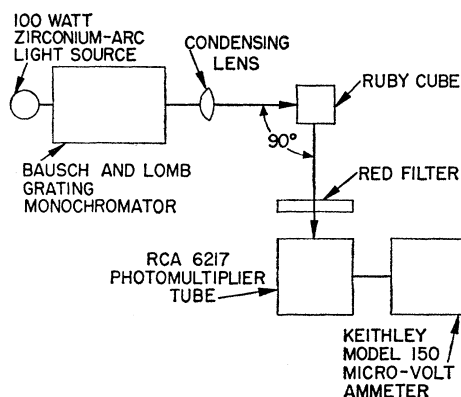 100 WATT
ZIRCONIUM-ARC
LIGHT SOURCE
CONDENSING
LENS
RUBY CUBE
90°
BAUSCH AND LOMB
GRATING
MONOCHROMATOR
RED FILTER
RCA 6217
PHOTOMULTIPLIER
TUBE
KEITHLEY
MODEL 150
MICRO-VOLT
AMMETER